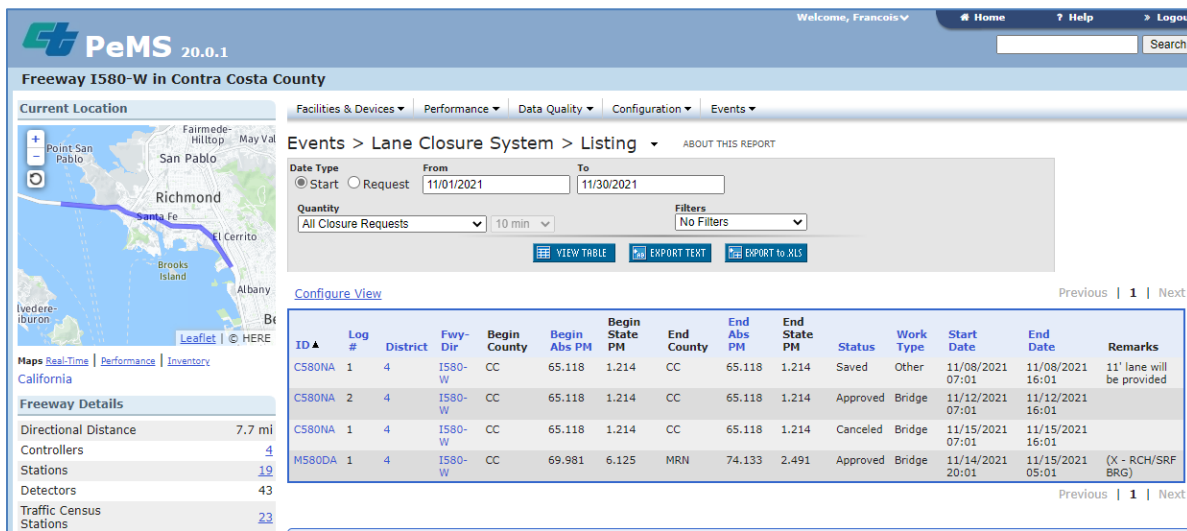 Welcome, Francois
Home
? Help
» Logou
PeMS 20.0.1
Search
Freeway I580-W in Contra Costa County
Current Location
Facilities & Devices
Performance
Data Quality
Configuration
Events
+
−
Point San
Pablo
Fairmede-
Hilltop
May Val
San Pablo
Richmond
Santa Fe
El Cerrito
Brooks
Island
Albany
lvedere-
iburon
Be
Leaflet | © HERE
Maps Real-Time | Performance | Inventory
California
Freeway Details
Directional Distance 7.7 mi
Controllers 4
Stations 19
Detectors 43
Traffic Census
Stations 23
Events > Lane Closure System > Listing
ABOUT THIS REPORT
Date Type From To
Start Request 11/01/2021 11/30/2021
Quantity Filters
All Closure Requests 10 min No Filters
VIEW TABLE EXPORT TEXT EXPORT to .XLS
Configure View
Previous | 1 | Next
ID Log # District Fwy-Dir Begin County Begin Abs PM Begin State PM End County End Abs PM End State PM Status Work Type Start Date End Date Remarks
C580NA 1 4 I580-W CC 65.118 1.214 CC 65.118 1.214 Saved Other 11/08/2021 07:01 11/08/2021 16:01 11' lane will be provided
C580NA 2 4 I580-W CC 65.118 1.214 CC 65.118 1.214 Approved Bridge 11/12/2021 07:01 11/12/2021 16:01
C580NA 1 4 I580-W CC 65.118 1.214 CC 65.118 1.214 Canceled Bridge 11/15/2021 07:01 11/15/2021 16:01
M580DA 1 4 I580-W CC 69.981 6.125 MRN 74.133 2.491 Approved Bridge 11/14/2021 20:01 11/15/2021 05:01 (X - RCH/SRF BRG)
Previous | 1 | Next